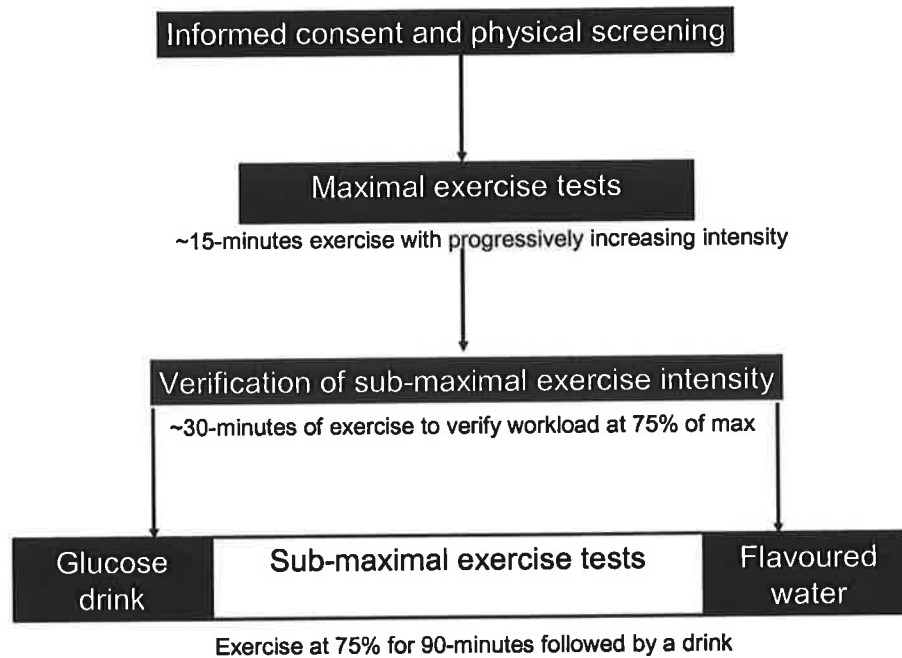 Informed consent and physical screening
Maximal exercise tests
~15-minutes exercise with progressively increasing intensity
Verification of sub-maximal exercise intensity
~30-minutes of exercise to verify workload at 75% of max
Glucose
drink
Sub-maximal exercise tests
Flavoured
water
Exercise at 75% for 90-minutes followed by a drink